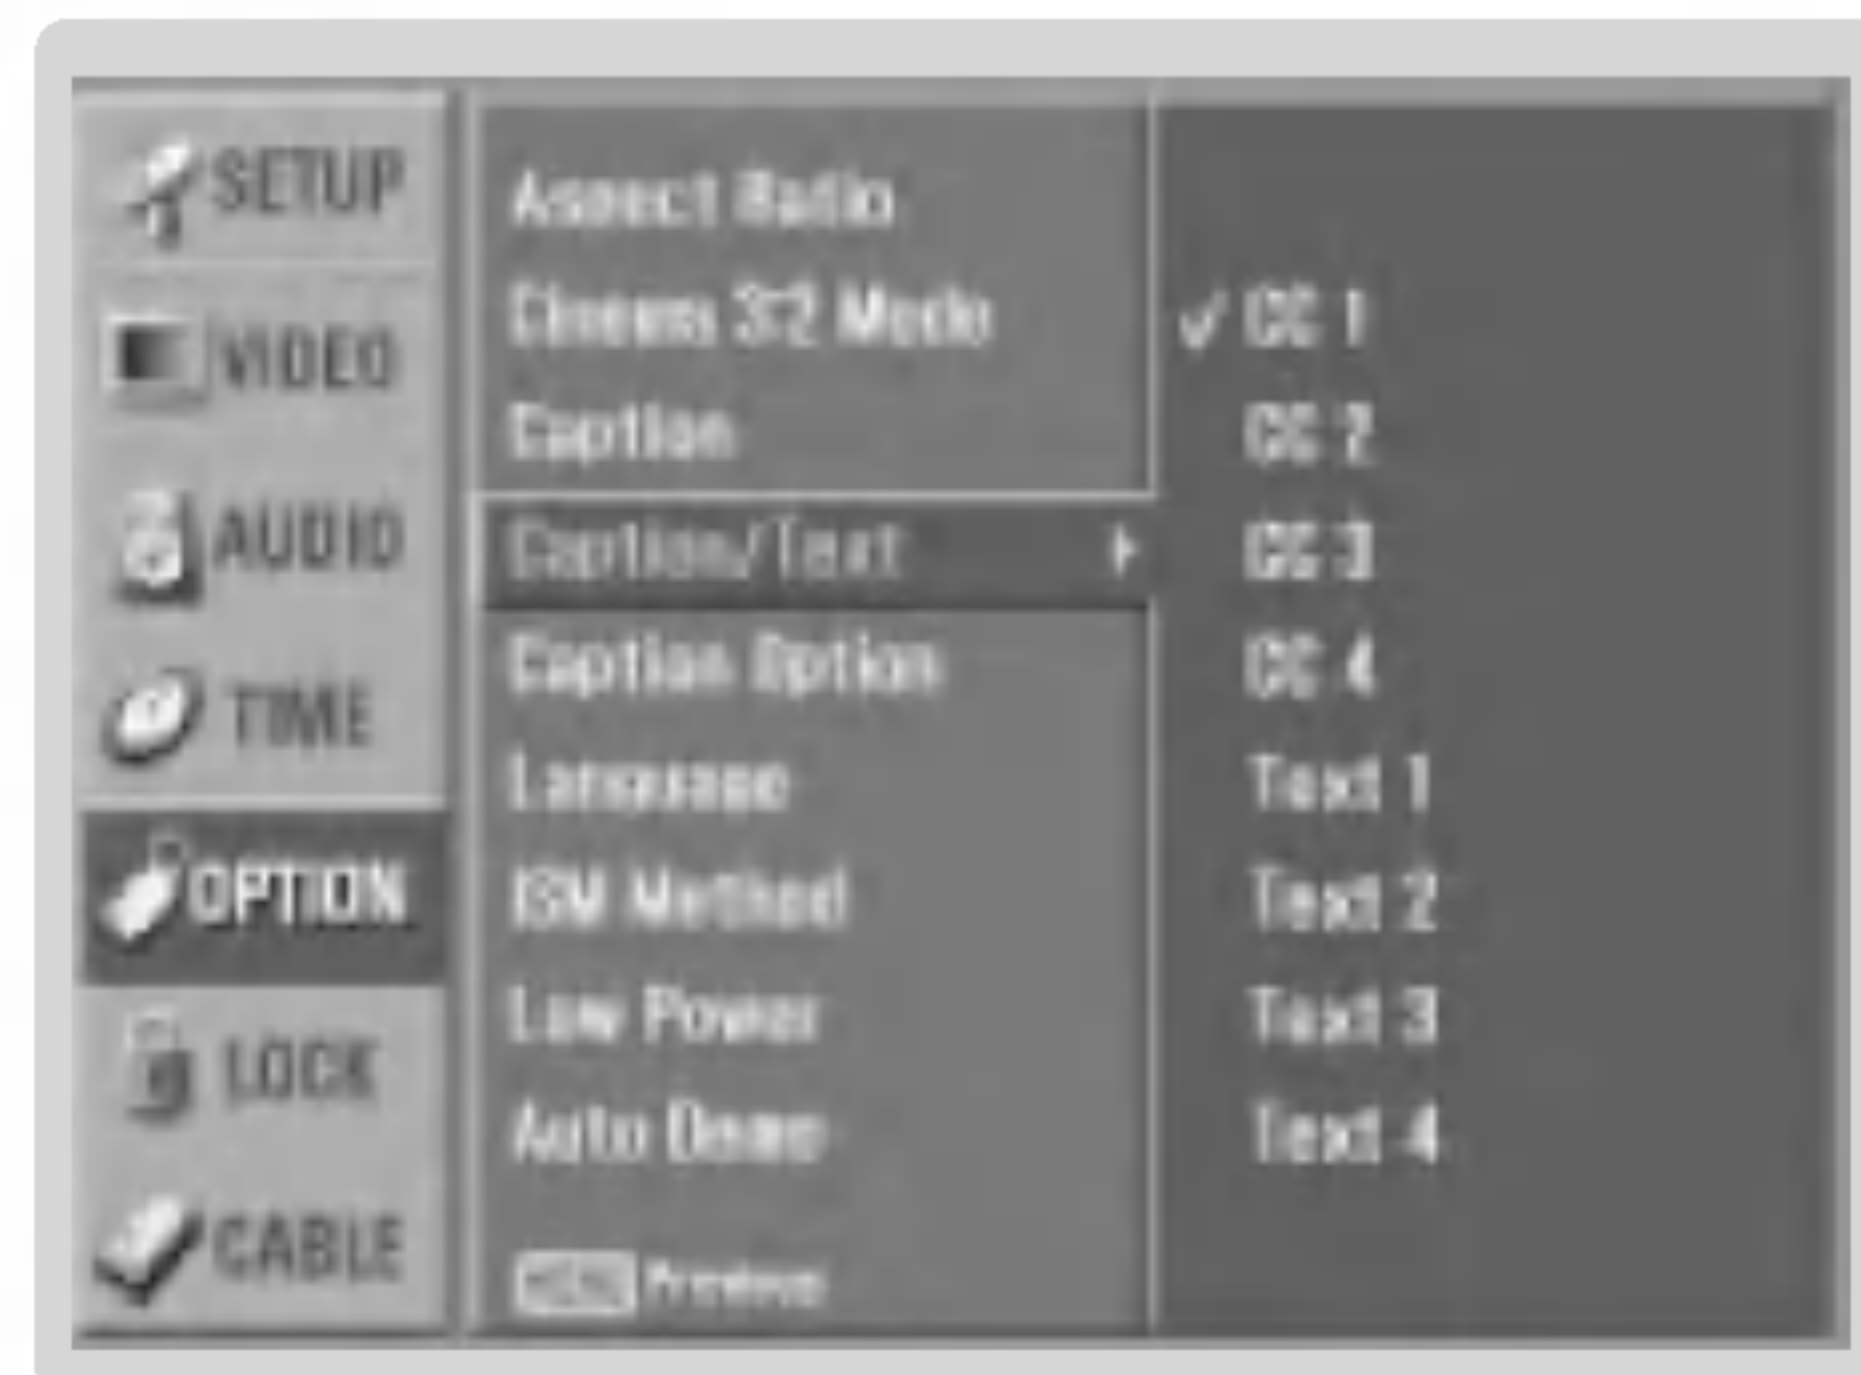 SETUP
VIDEO
AUDIO
TIME
OPTION
LOCK
CABLE
Aspect Ratio
Cinema 3:2 Mode
Caption
Caption/Text
Caption Option
Language
ISM Method
Low Power
Auto Demo
MENU Previous
CC 1
CC 2
CC 3
CC 4
Text 1
Text 2
Text 3
Text 4